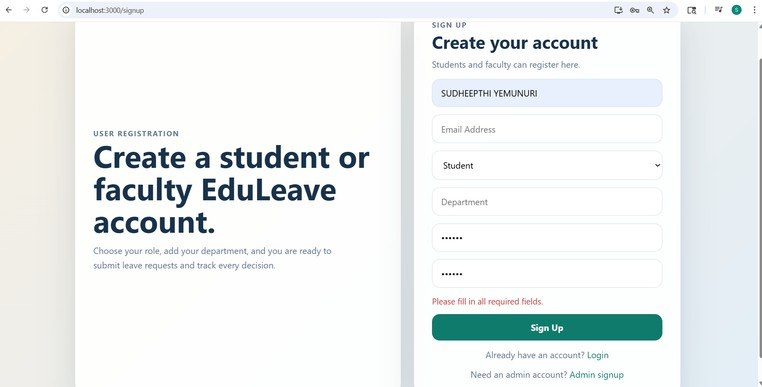 localhost:3000/signup
S
USER REGISTRATION
Create a student or
faculty EduLeave
account.
Choose your role, add your department, and you are ready to
submit leave requests and track every decision.
SIGN UP
Create your account
Students and faculty can register here.
SUDHEEPTHI YEMUNURI
Email Address
Student
Department
••••••
••••••
Please fill in all required fields.
Sign Up
Already have an account? Login
Need an admin account? Admin signup